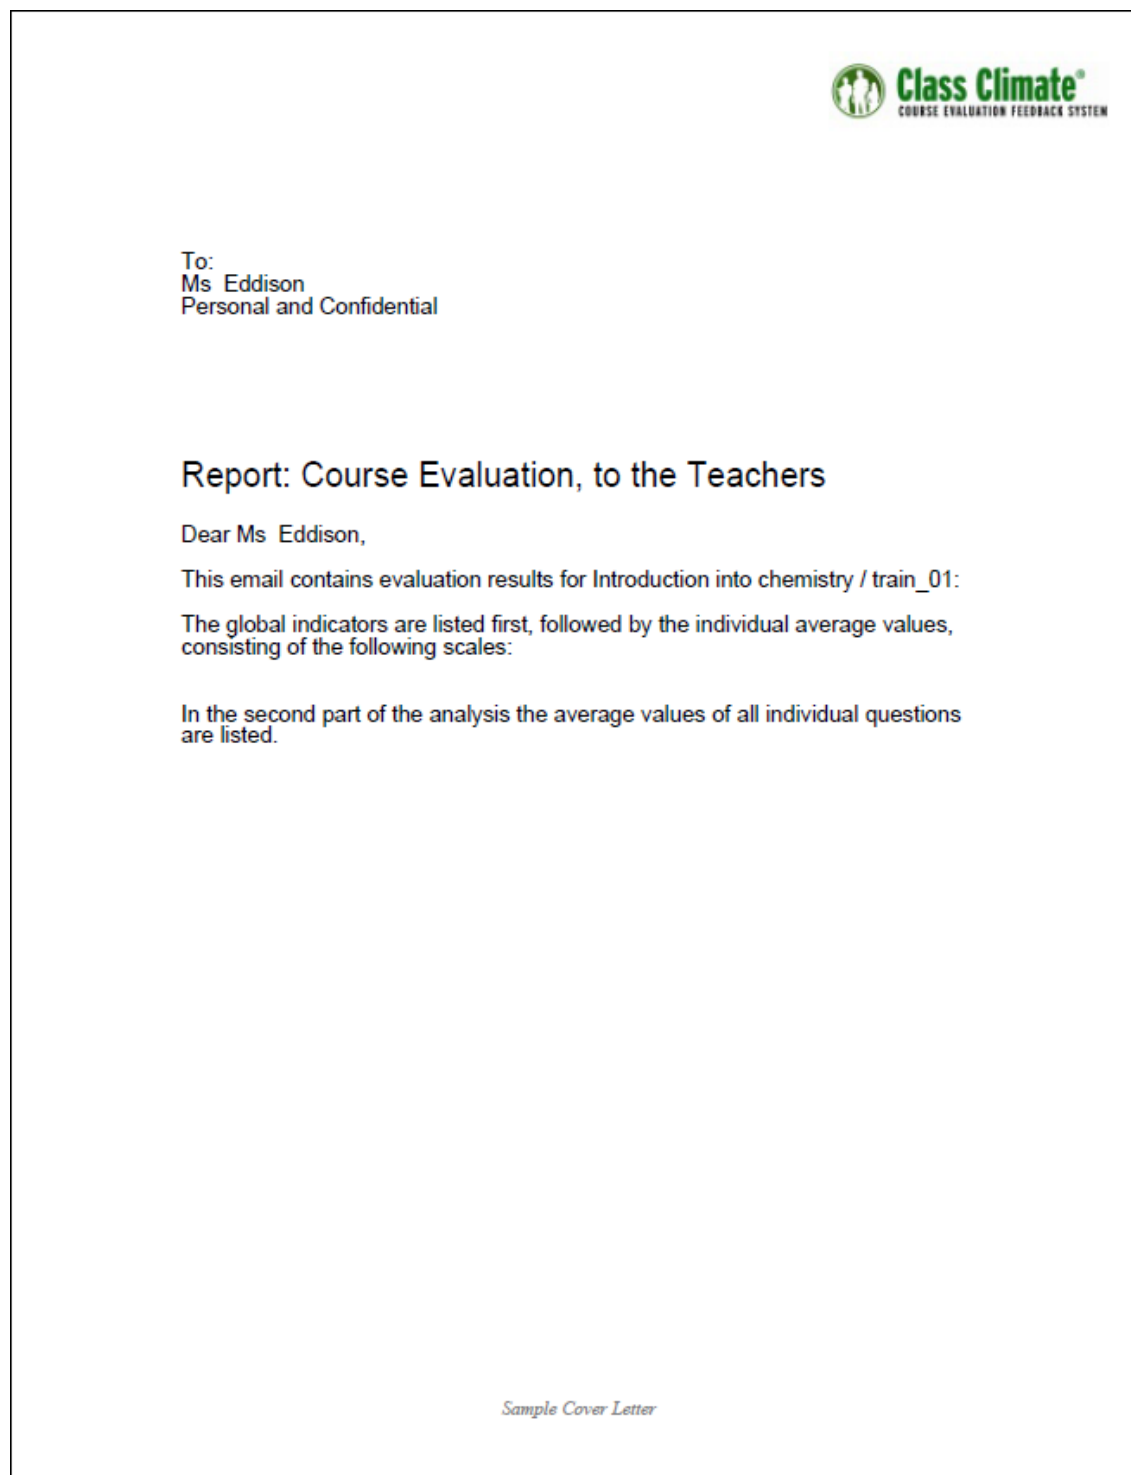 Class Climate®
COURSE EVALUATION FEEDBACK SYSTEM
To:
Ms  Eddison
Personal and Confidential
Report: Course Evaluation, to the Teachers
Dear Ms  Eddison,
This email contains evaluation results for Introduction into chemistry / train_01:
The global indicators are listed first, followed by the individual average values,
consisting of the following scales:
In the second part of the analysis the average values of all individual questions
are listed.
Sample Cover Letter